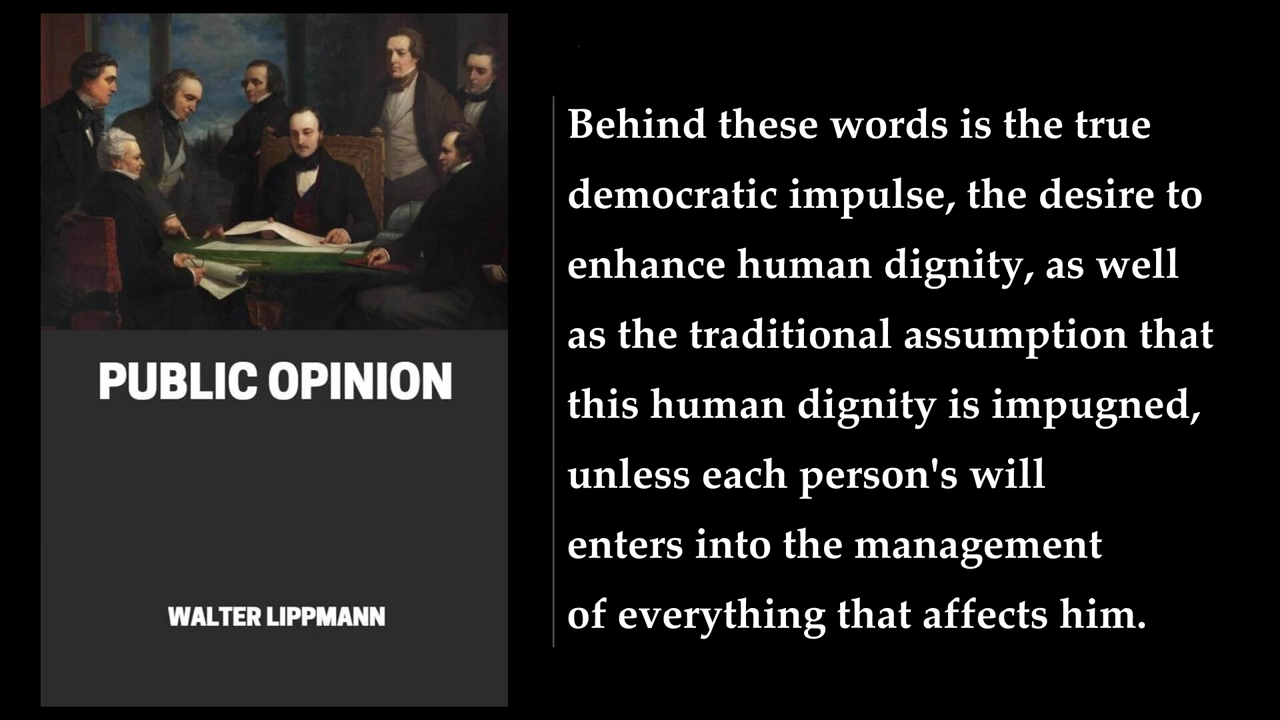 PUBLIC OPINION
WALTER LIPPMANN
Behind these words is the true
democratic impulse, the desire to
enhance human dignity, as well
as the traditional assumption that
this human dignity is impugned,
unless each person's will
enters into the management
of everything that affects him.